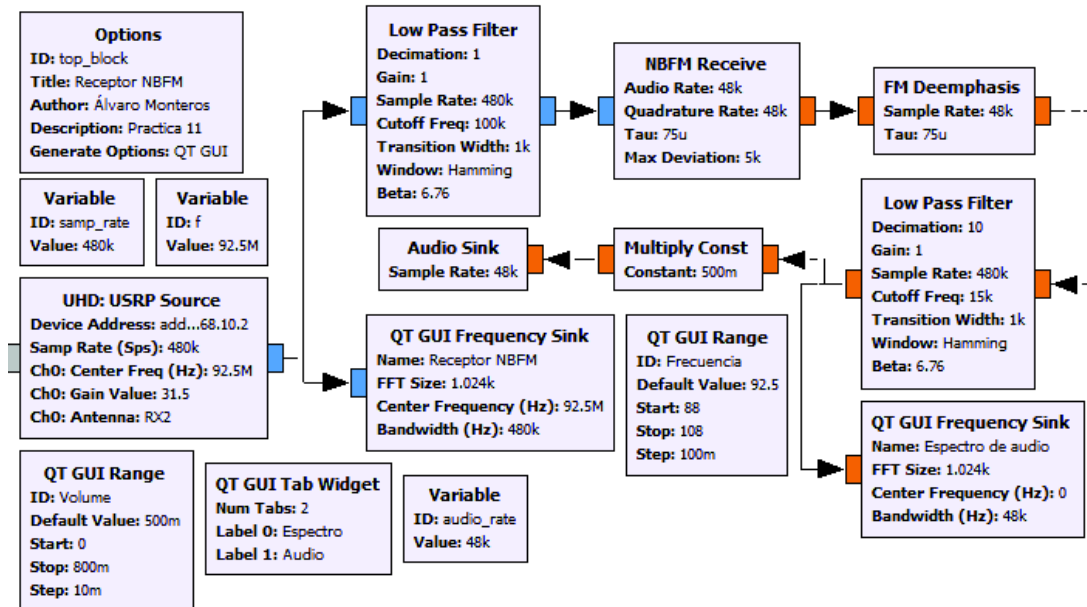 Options
ID: top_block
Title: Receptor NBFM
Author: Álvaro Monteros
Description: Practica 11
Generate Options: QT GUI
Variable
ID: samp_rate
Value: 480k
Variable
ID: f
Value: 92.5M
UHD: USRP Source
Device Address: add...68.10.2
Samp Rate (Sps): 480k
Ch0: Center Freq (Hz): 92.5M
Ch0: Gain Value: 31.5
Ch0: Antenna: RX2
QT GUI Range
ID: Volume
Default Value: 500m
Start: 0
Stop: 800m
Step: 10m
QT GUI Tab Widget
Num Tabs: 2
Label 0: Espectro
Label 1: Audio
Variable
ID: audio_rate
Value: 48k
Low Pass Filter
Decimation: 1
Gain: 1
Sample Rate: 480k
Cutoff Freq: 100k
Transition Width: 1k
Window: Hamming
Beta: 6.76
NBFM Receive
Audio Rate: 48k
Quadrature Rate: 48k
Tau: 75u
Max Deviation: 5k
FM Deemphasis
Sample Rate: 48k
Tau: 75u
Audio Sink
Sample Rate: 48k
Multiply Const
Constant: 500m
Low Pass Filter
Decimation: 10
Gain: 1
Sample Rate: 480k
Cutoff Freq: 15k
Transition Width: 1k
Window: Hamming
Beta: 6.76
QT GUI Frequency Sink
Name: Receptor NBFM
FFT Size: 1.024k
Center Frequency (Hz): 92.5M
Bandwidth (Hz): 480k
QT GUI Range
ID: Frecuencia
Default Value: 92.5
Start: 88
Stop: 108
Step: 100m
QT GUI Frequency Sink
Name: Espectro de audio
FFT Size: 1.024k
Center Frequency (Hz): 0
Bandwidth (Hz): 48k